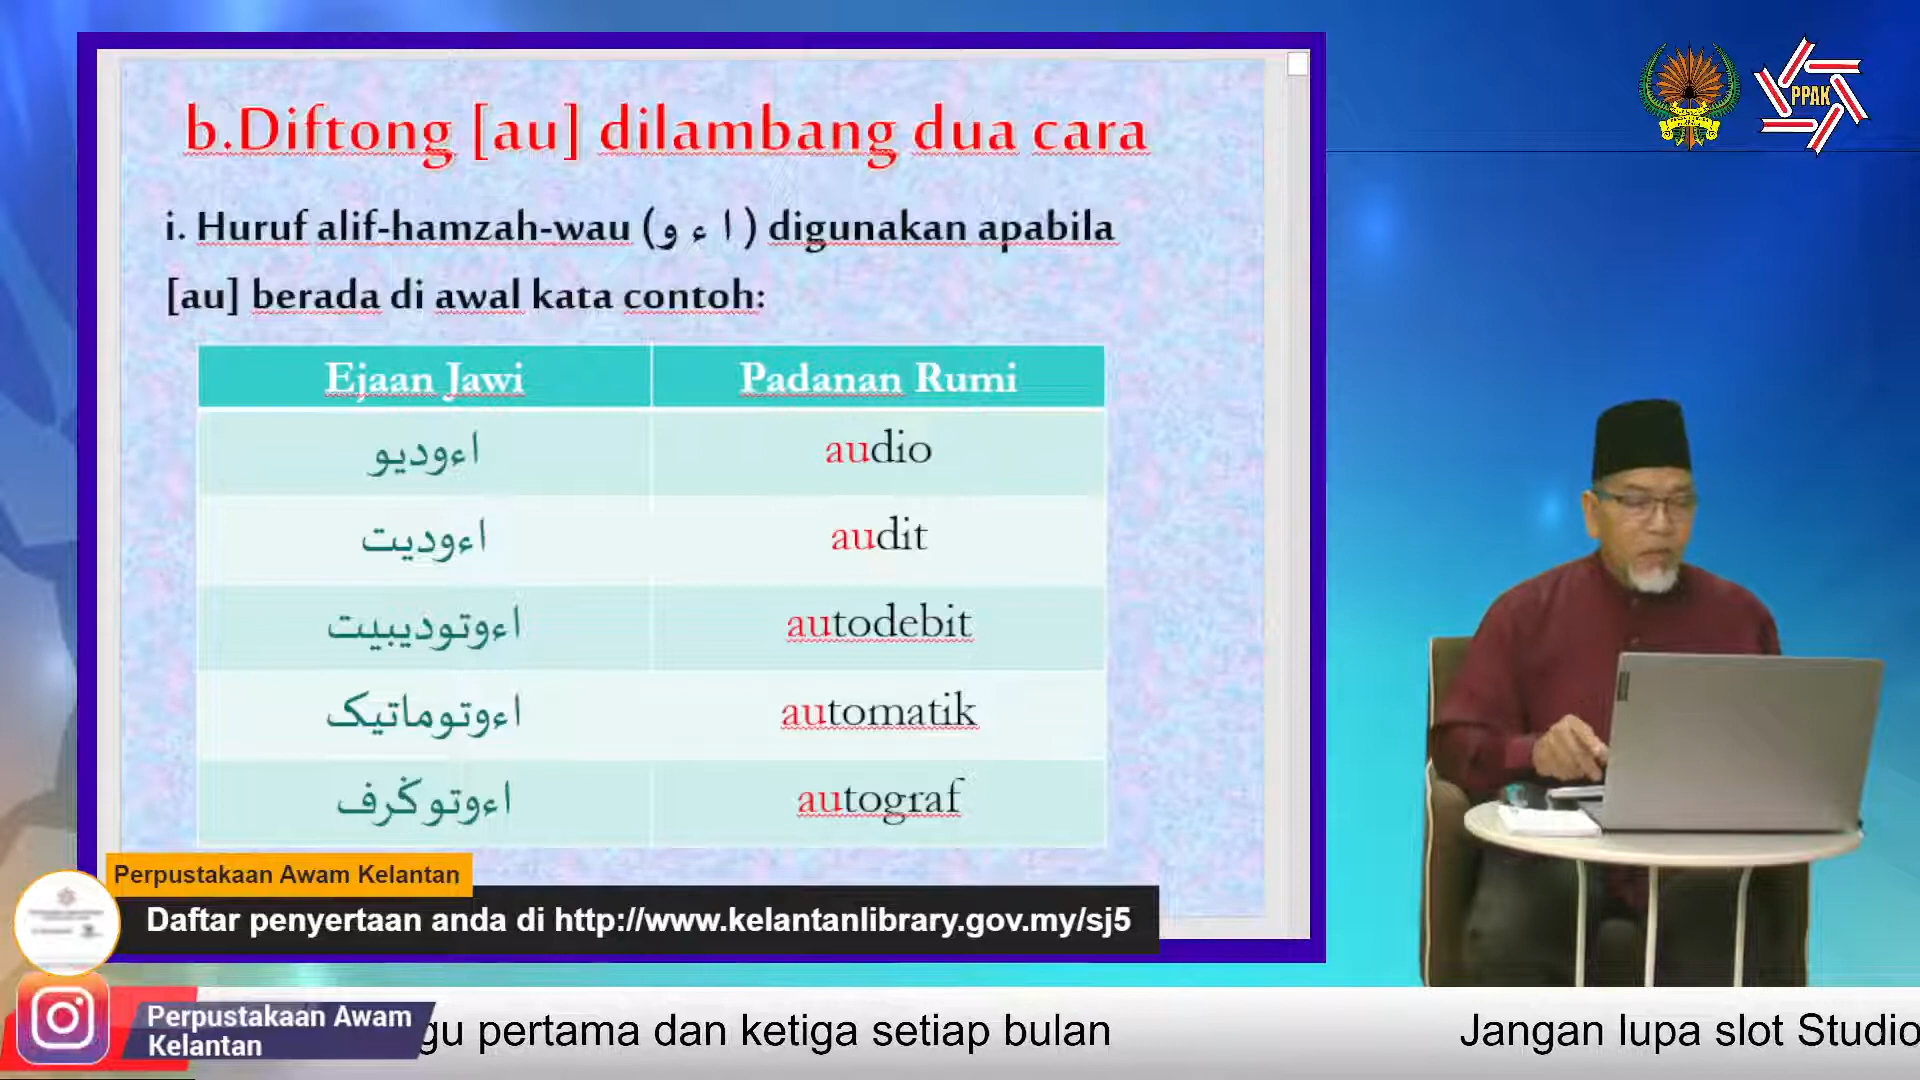 b.Diftong [au] dilambang dua cara
i. Huruf alif-hamzah-wau (ا ء و) digunakan apabila
[au] berada di awal kata contoh:
Ejaan Jawi
Padanan Rumi
اءوديو
audio
اءوديت
audit
اءوتوديبيت
autodebit
اءوتوماتيک
automatik
اءوتوݢرف
autograf
Perpustakaan Awam Kelantan
Daftar penyertaan anda di http://www.kelantanlibrary.gov.my/sj5
Perpustakaan Awam
Kelantan
gu pertama dan ketiga setiap bulan
Jangan lupa slot Studio
PPAK